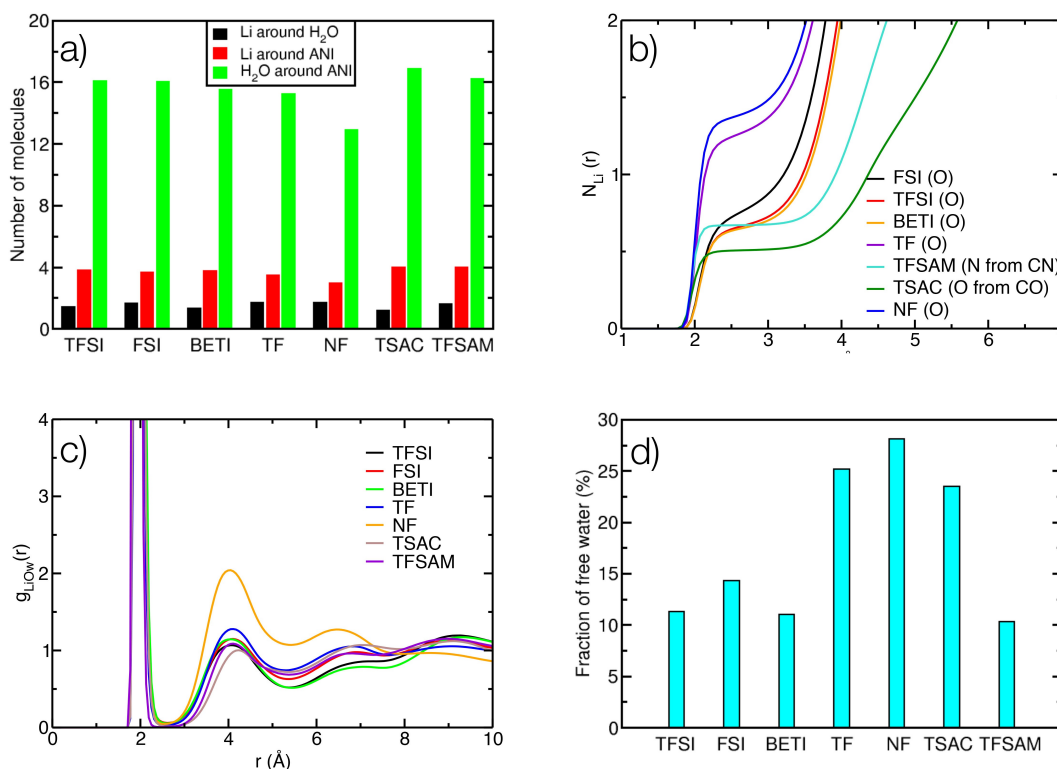 a)
20
16
12
8
4
0
Number of molecules
Li around H2O
Li around ANI
H2O around ANI
TFSI FSI BETI TF NF TSAC TFSAM
b)
2
1
0
N_Li (r)
FSI (O)
TFSI (O)
BETI (O)
TF (O)
TFSAM (N from CN)
TSAC (O from CO)
NF (O)
1 2 3 4 5 6
c)
4
3
2
1
0
g_LiOw(r)
TFSI
FSI
BETI
TF
NF
TSAC
TFSAM
0 2 4 6 8 10
r (Å)
d)
30
25
20
15
10
5
0
Fraction of free water (%)
TFSI FSI BETI TF NF TSAC TFSAM